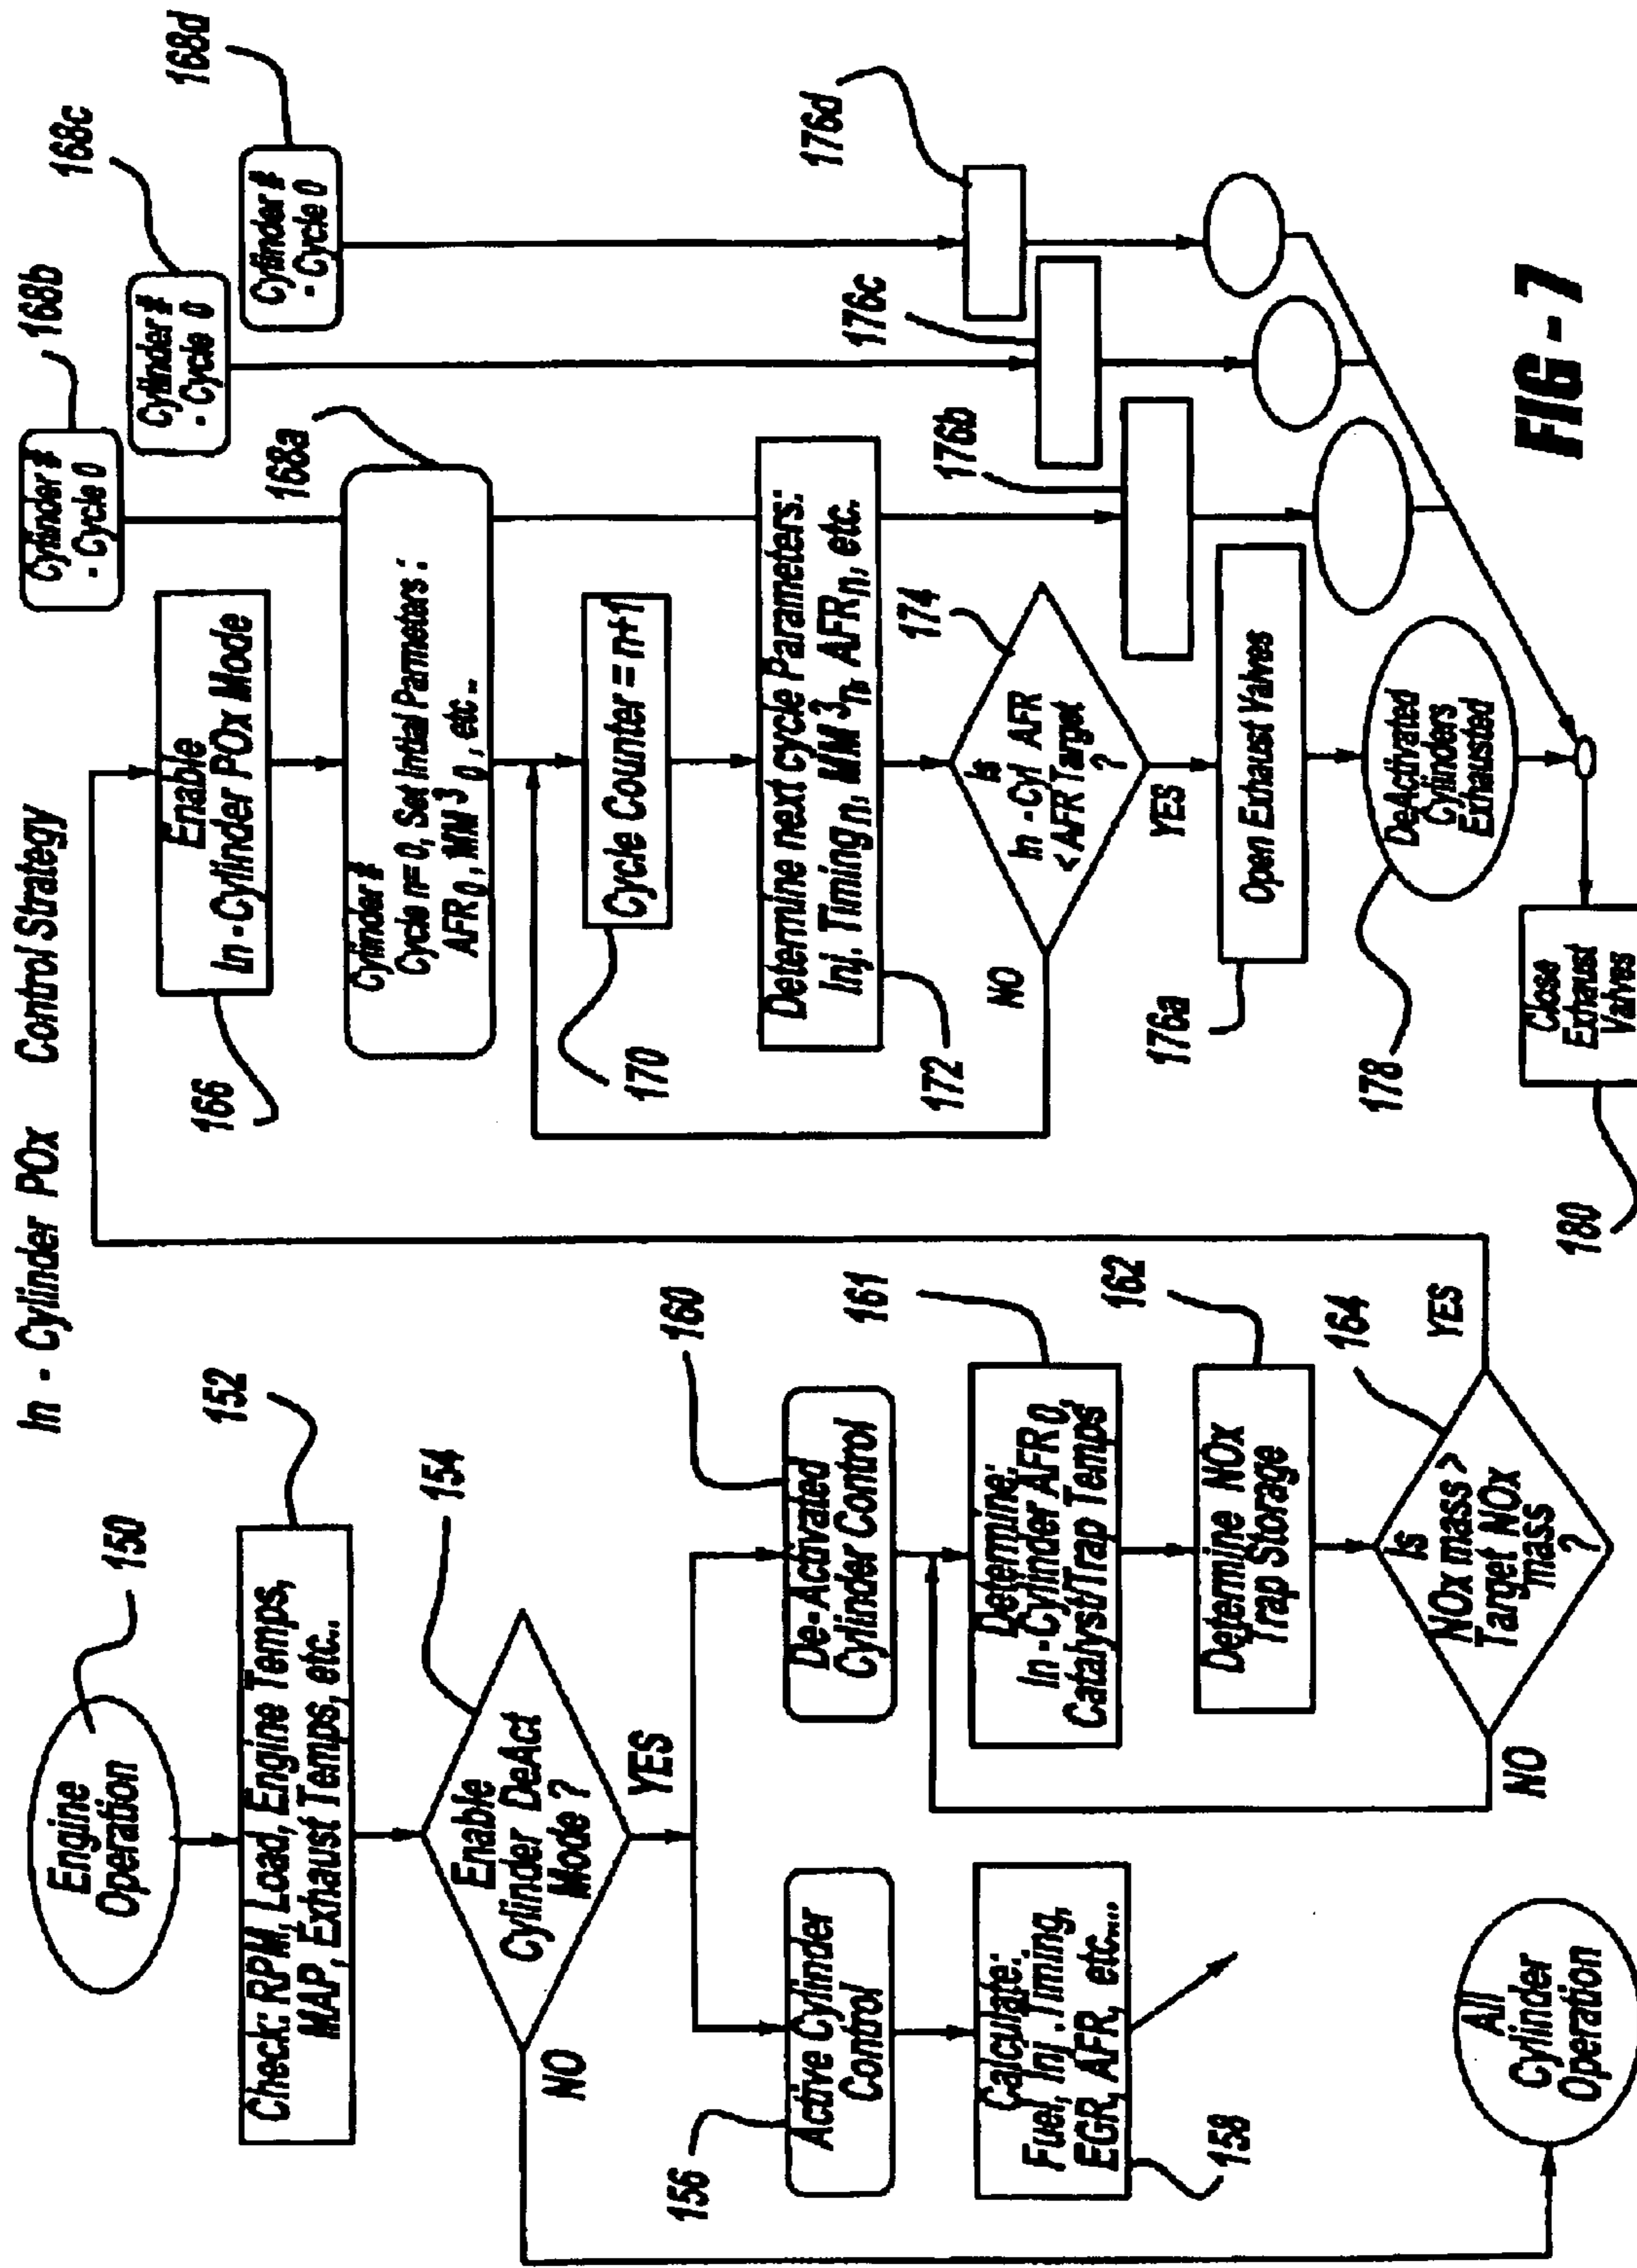 In - Cylinder POx Control Strategy
Engine
Operation
150
Check: RPM, Load, Engine Temps,
MAP, Exhaust Temps, etc..
152
Enable
Cylinder DeAct
Mode ?
154
NO
YES
Active Cylinder
Control
156
Calculate:
Fuel, Inj. Timing,
EGR, AFR, etc....
158
All
Cylinder
Operation
De-Activated
Cylinder Control
160
Determine:
In - Cylinder AFR 0,
Catalyst/Trap Temps
161
Determine NOx
Trap Storage
162
Is
NOx mass >
Target NOx
mass
?
164
NO
YES
Enable
In - Cylinder POx Mode
166
Cylinder #
Cycle n= 0, Set Initial Parmeters :
AFR 0 , MM 3 0 , etc ..
168a
Cylinder #
- Cycle 0
168b
Cylinder #
- Cycle 0
168c
Cylinder #
- Cycle 0
168d
Cycle Counter = n+1
170
Determine next cycle Parameters:
Inj. Timing n, MM 3 n, AFR n, etc.
172
Is
In - Cyl AFR
< AFR Target
?
174
NO
YES
Open Exhaust Valves
176a
176b
176c
176d
DeActivated
Cylinders
Exhausted
178
Close
Exhaust
Valves
180
FIG - 7